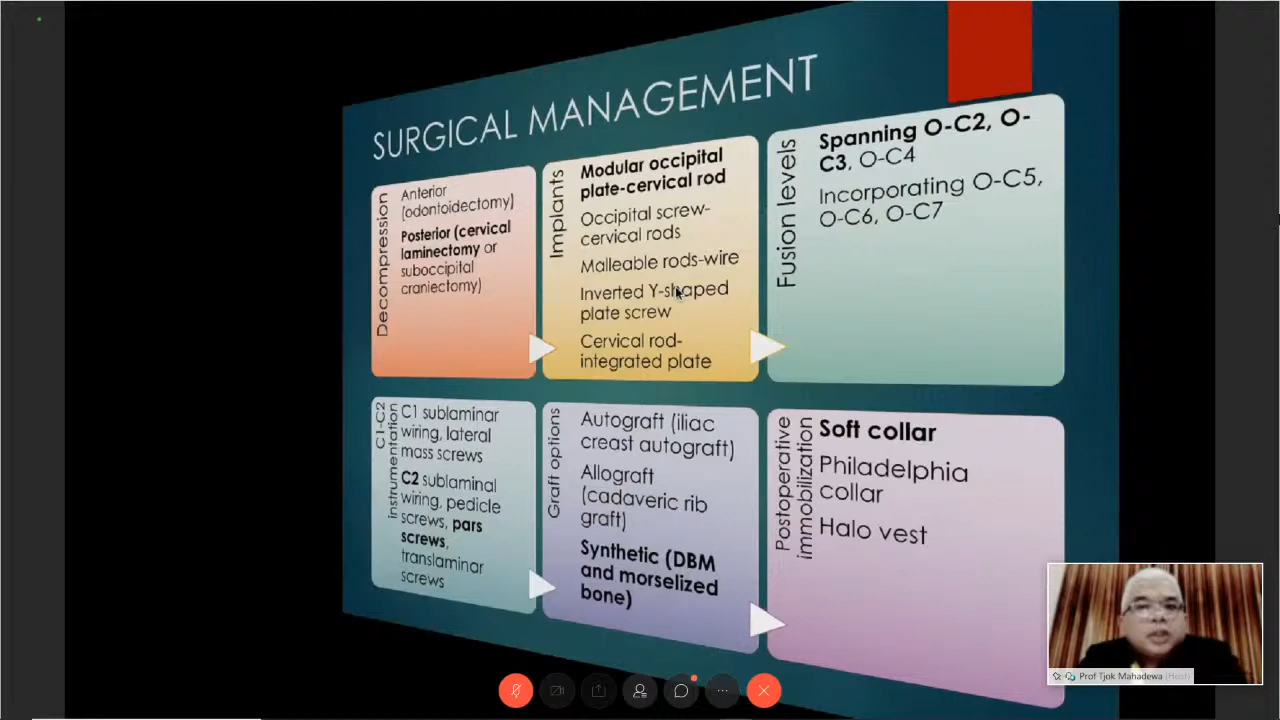 SURGICAL MANAGEMENT
Decompression
Anterior
(odontoidectomy)
Posterior (cervical
laminectomy or
suboccipital
craniectomy)
Implants
Modular occipital
plate-cervical rod
Occipital screw-
cervical rods
Malleable rods-wire
Inverted Y-shaped
plate screw
Cervical rod-
integrated plate
Fusion levels
Spanning O-C2, O-
C3, O-C4
Incorporating O-C5,
O-C6, O-C7
C1-C2
instrumentation
C1 sublaminar
wiring, lateral
mass screws
C2 sublaminal
wiring, pedicle
screws, pars
screws,
translaminar
screws
Graft options
Autograft (iliac
creast autograft)
Allograft
(cadaveric rib
graft)
Synthetic (DBM
and morselized
bone)
Postoperative
immobilization
Soft collar
Philadelphia
collar
Halo vest
Prof Tjok Mahadewa (Host)